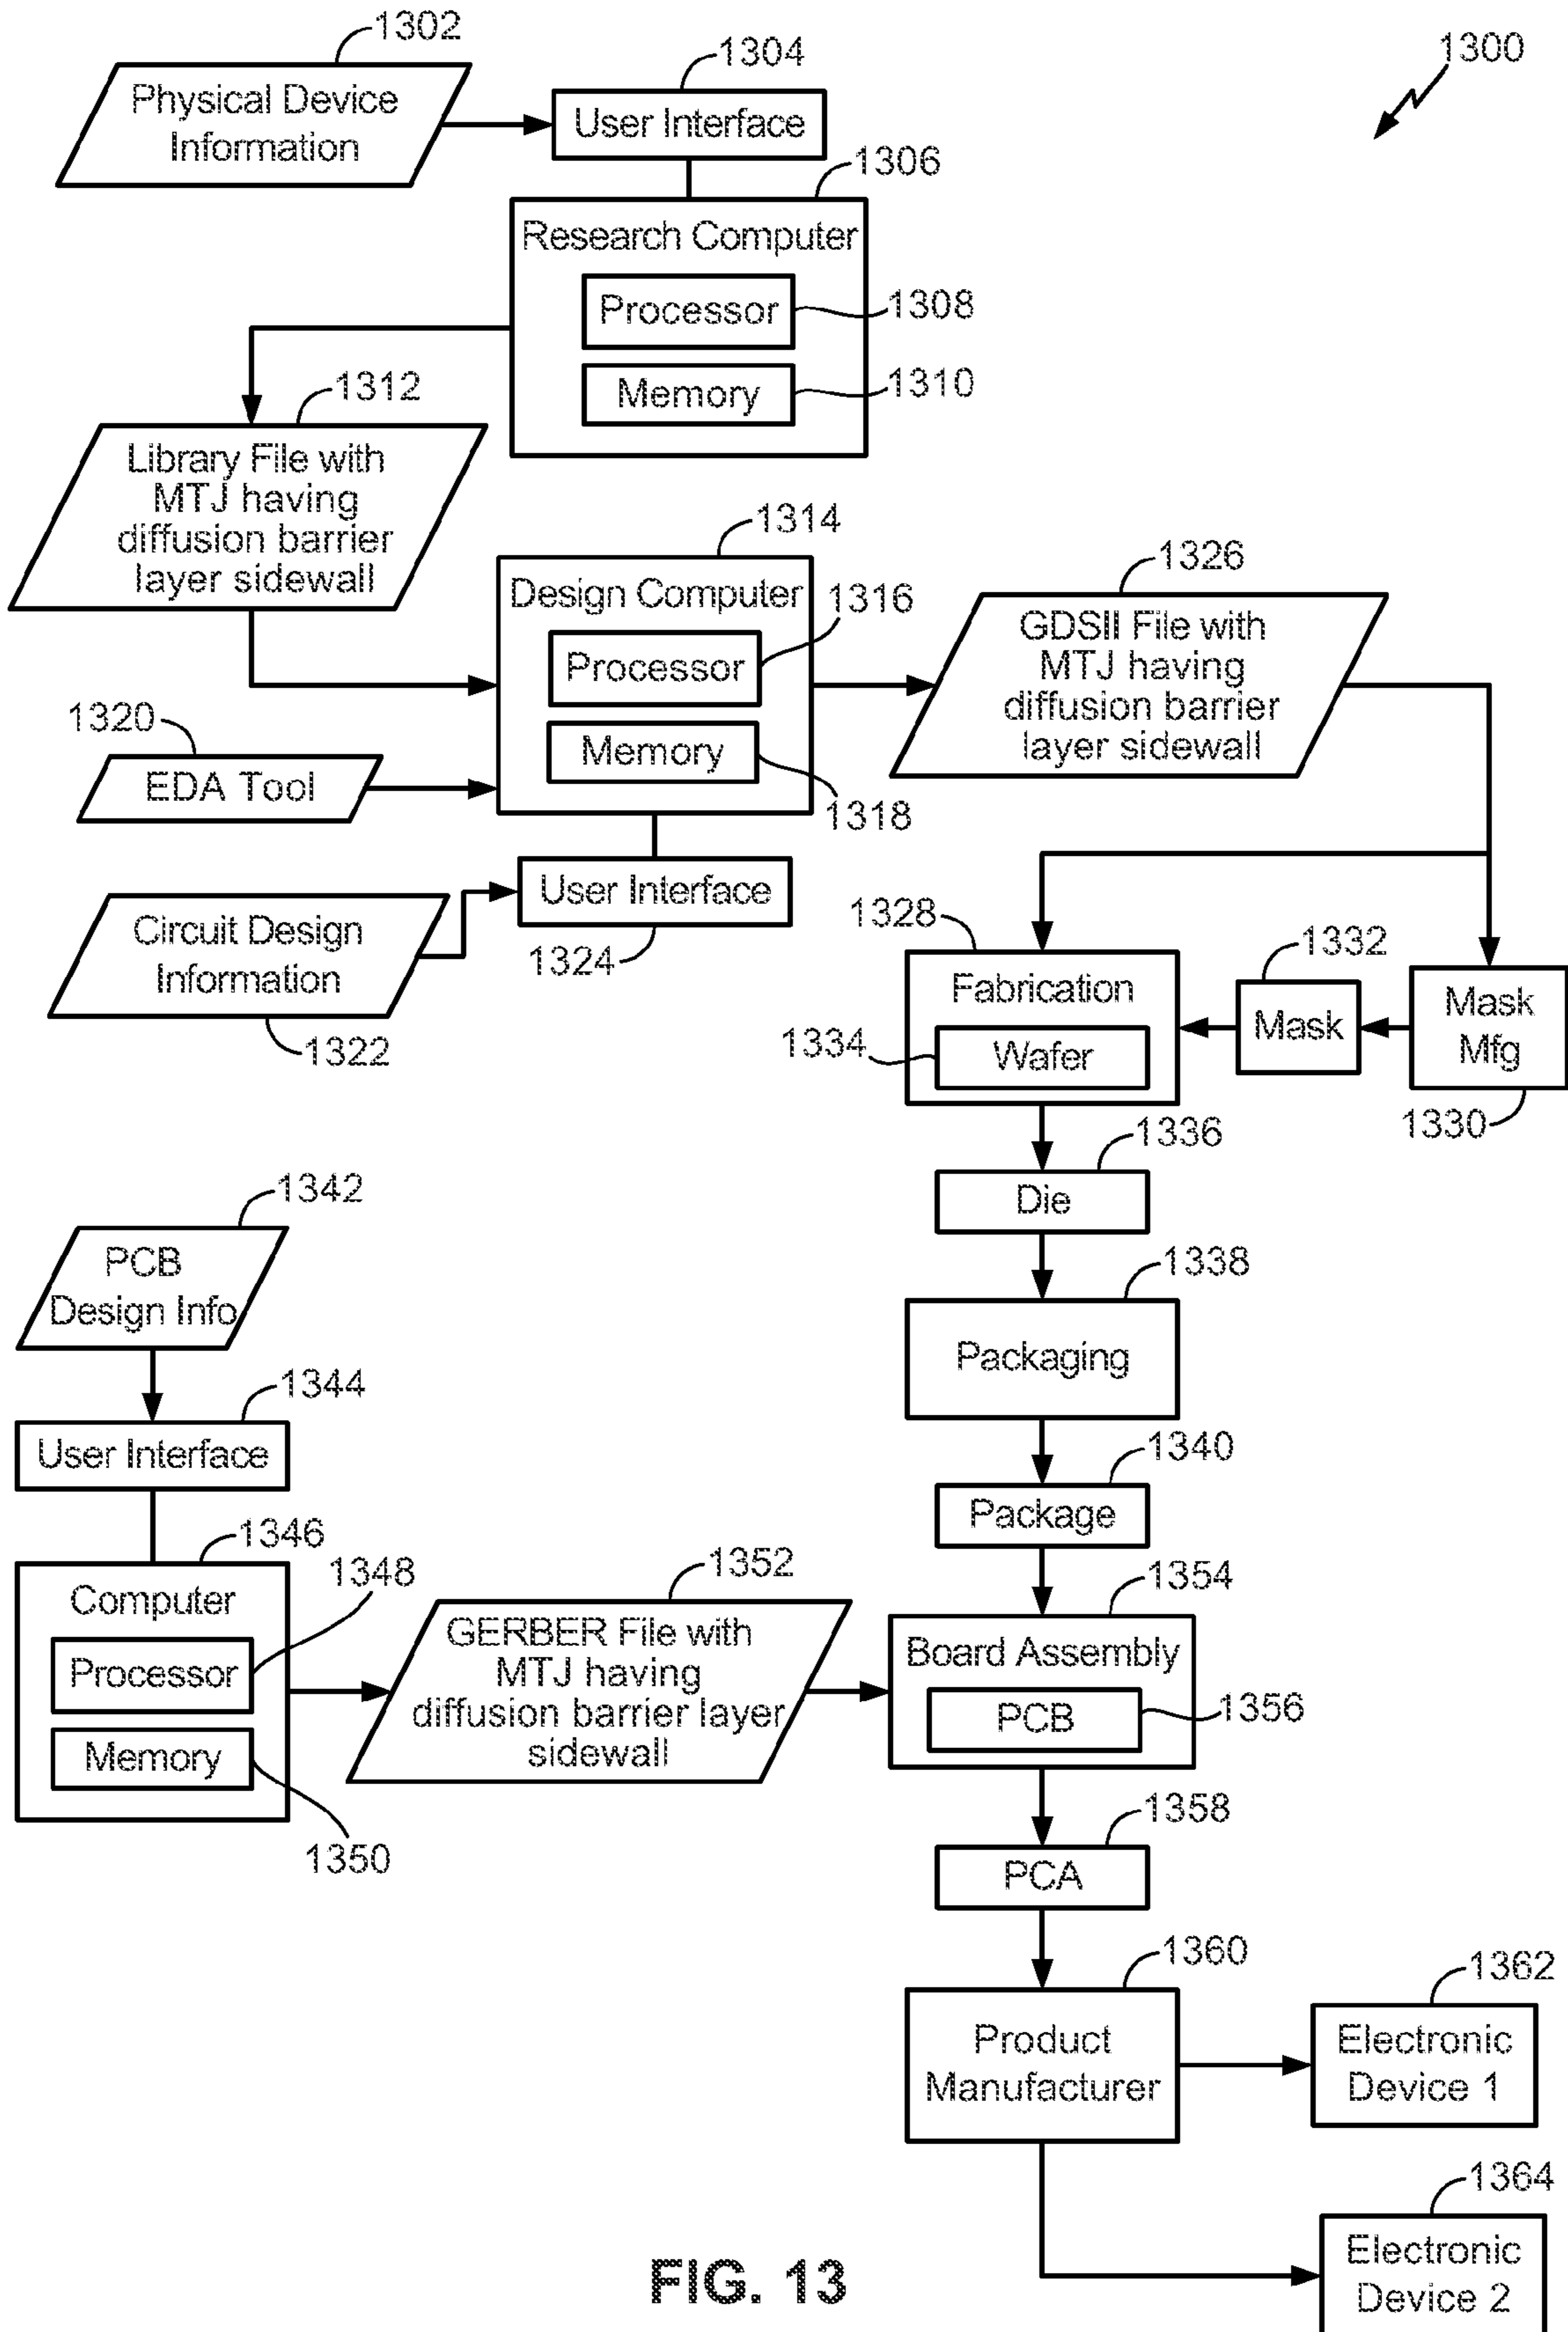 1302
1304
1300
Physical Device
Information
User Interface
1306
Research Computer
Processor
1308
Memory
1310
1312
Library File with
MTJ having
diffusion barrier
layer sidewall
1314
Design Computer
1316
Processor
Memory
1318
1326
GDSII File with
MTJ having
diffusion barrier
layer sidewall
1320
EDA Tool
User Interface
1324
Circuit Design
Information
1322
1328
Fabrication
1334
Wafer
1332
Mask
Mask
Mfg
1330
1336
Die
1338
Packaging
1340
Package
1342
PCB
Design Info
1344
User Interface
1346
1348
Computer
Processor
Memory
1350
1352
GERBER File with
MTJ having
diffusion barrier layer
sidewall
1354
Board Assembly
PCB
1356
1358
PCA
1360
Product
Manufacturer
1362
Electronic
Device 1
1364
Electronic
Device 2
FIG. 13